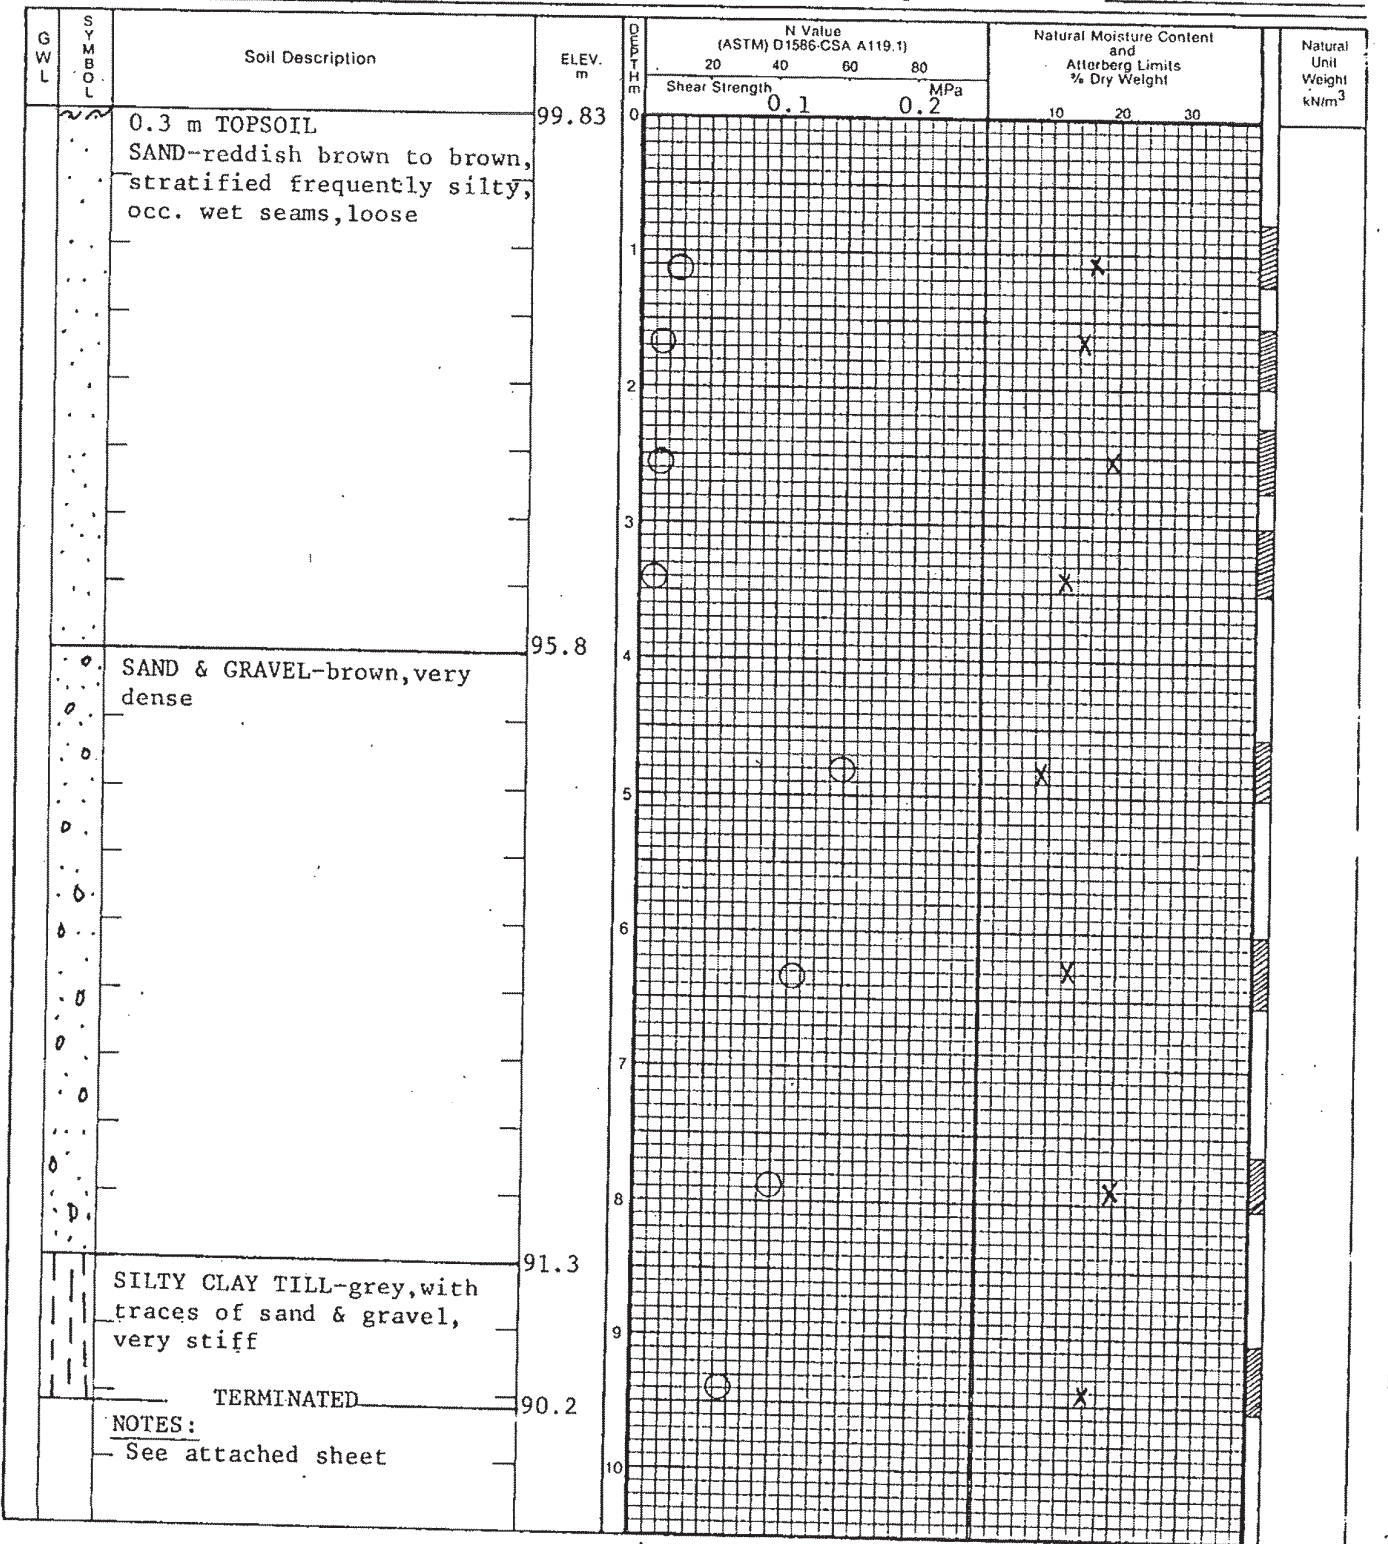 G
W
L
SYMBOL
Soil Description
ELEV.
m
DEPTH m
N Value
(ASTM) D1586-CSA A119.1)
20 40 60 80
Shear Strength MPa
0.1 0.2
Natural Moisture Content
and
Atterberg Limits
% Dry Weight
10 20 30
Natural
Unit
Weight
kN/m3
0.3 m TOPSOIL
99.83
0
SAND-reddish brown to brown,
stratified frequently silty,
occ. wet seams, loose
1
X
X
2
X
3
X
95.8
4
SAND & GRAVEL-brown, very
dense
X
5
6
X
7
8
X
91.3
SILTY CLAY TILL-grey, with
traces of sand & gravel,
very stiff
9
TERMINATED
90.2
X
NOTES:
See attached sheet
10